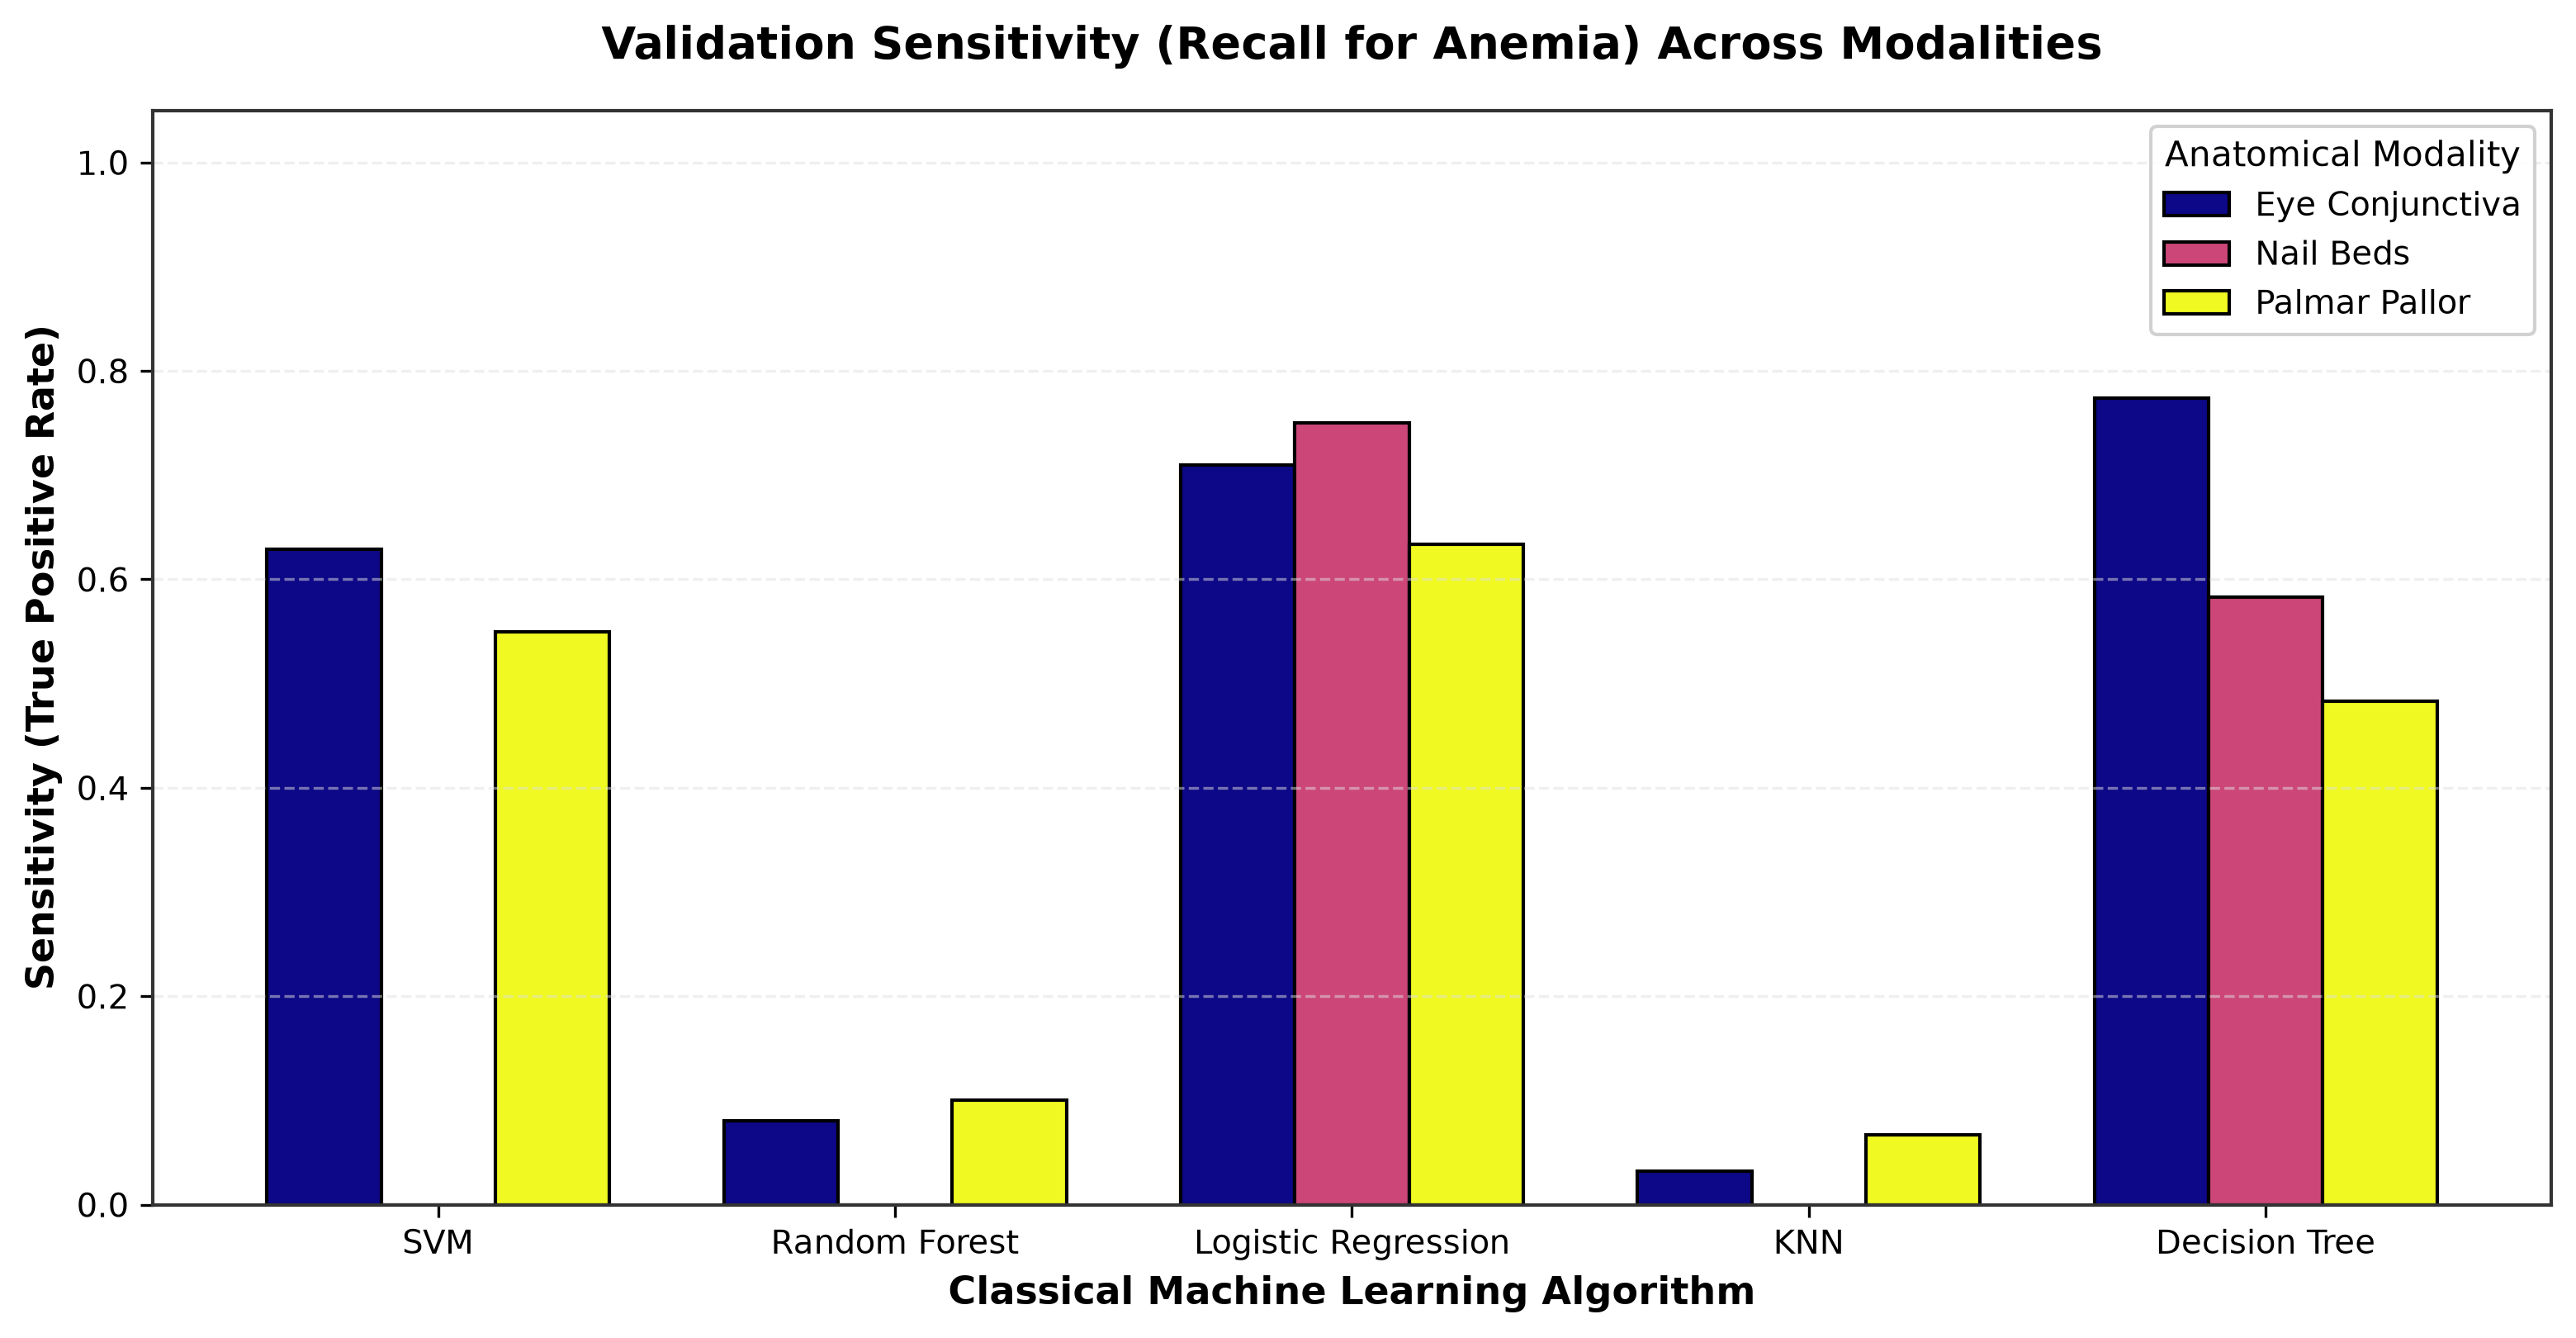 Validation Sensitivity (Recall for Anemia) Across Modalities
Sensitivity (True Positive Rate)
1.0
0.8
0.6
0.4
0.2
0.0
Anatomical Modality
Eye Conjunctiva
Nail Beds
Palmar Pallor
SVM
Random Forest
Logistic Regression
KNN
Decision Tree
Classical Machine Learning Algorithm